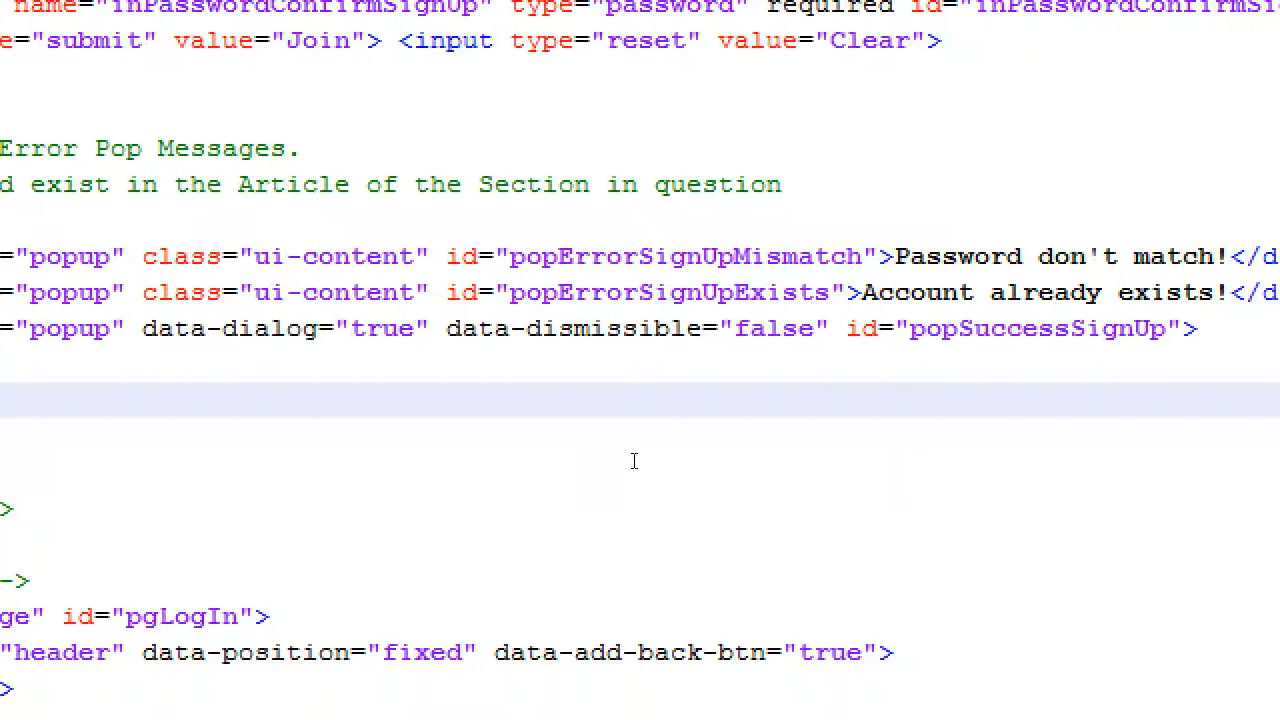 name="inPasswordConfirmSignUp" type="password" required id="inPasswordConfirmSi
e="submit" value="Join"> <input type="reset" value="Clear">
Error Pop Messages.
d exist in the Article of the Section in question
="popup" class="ui-content" id="popErrorSignUpMismatch">Password don't match!</d
="popup" class="ui-content" id="popErrorSignUpExists">Account already exists!</d
="popup" data-dialog="true" data-dismissible="false" id="popSuccessSignUp">
>
->
ge" id="pgLogIn">
"header" data-position="fixed" data-add-back-btn="true">
>